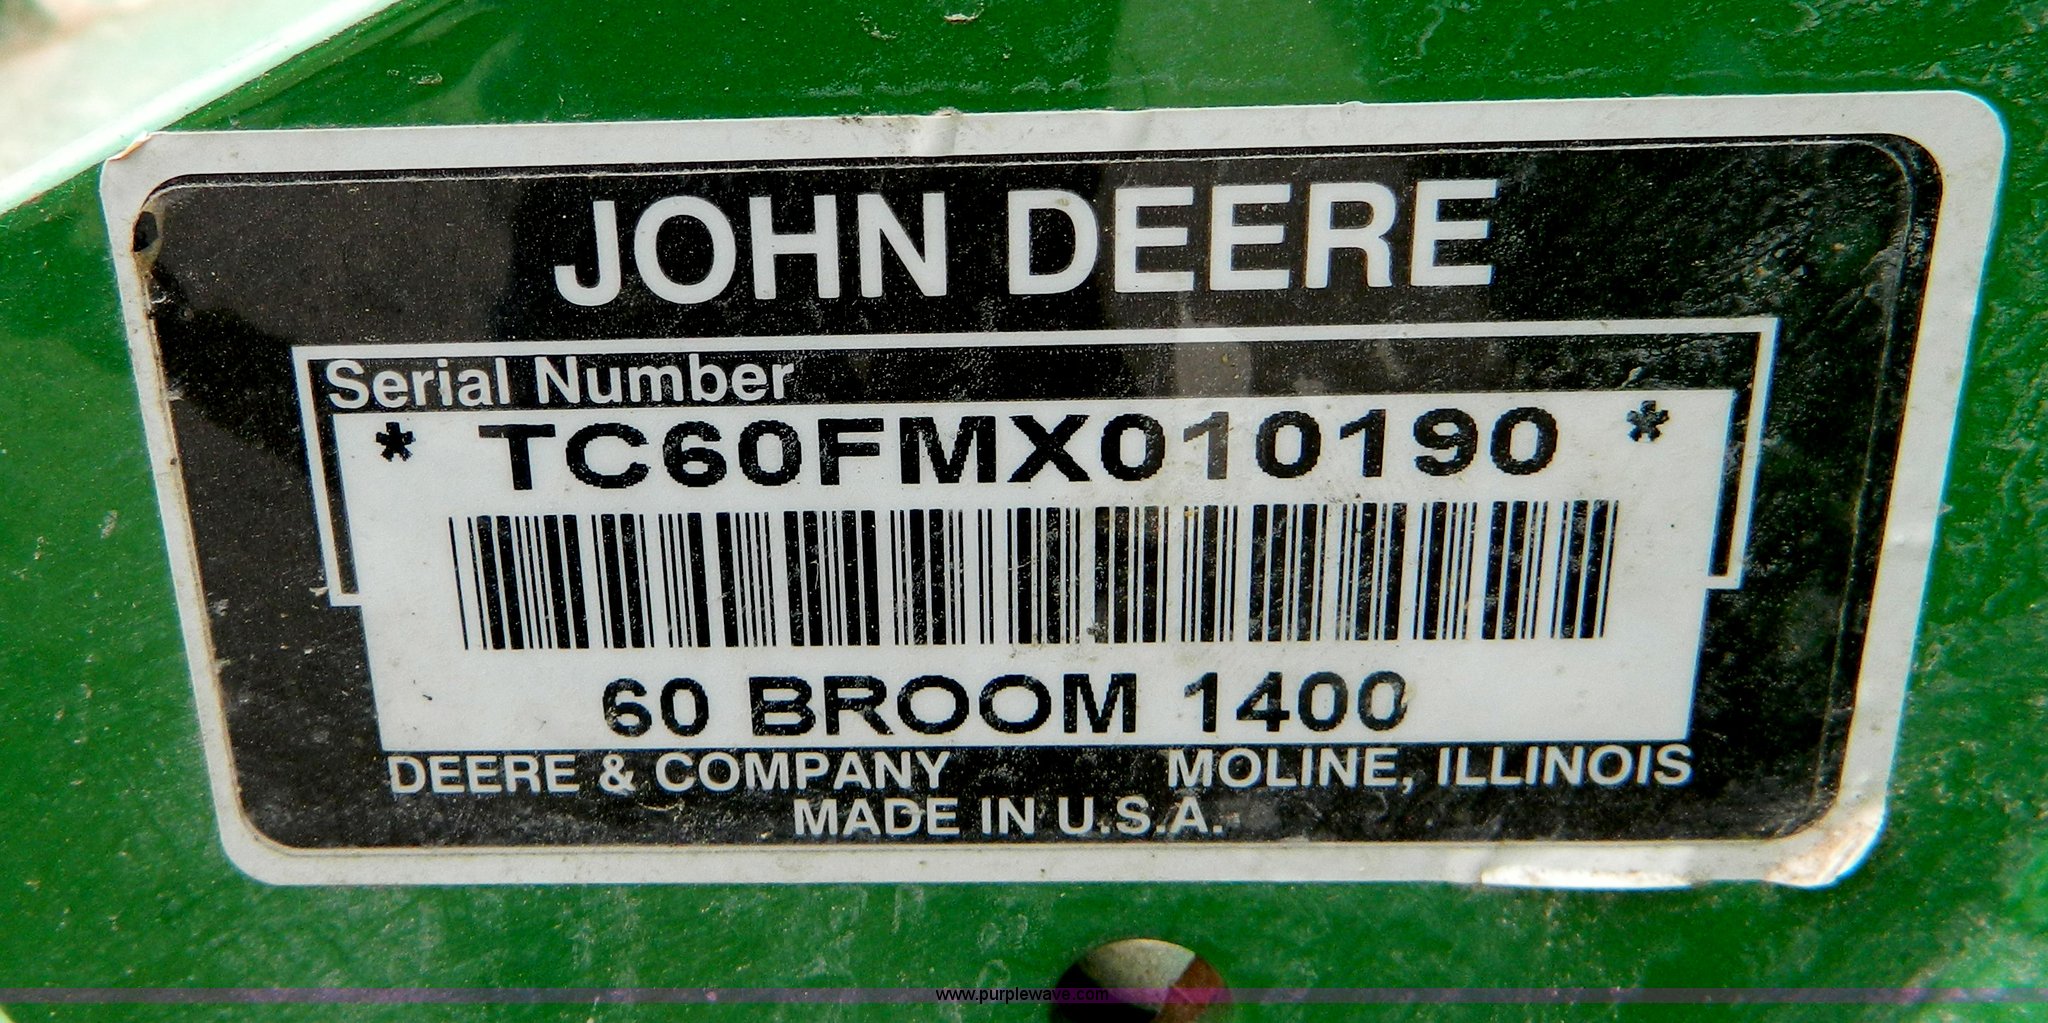 JOHN DEERE
Serial Number
* TC60FMX010190 *
60 BROOM 1400
DEERE & COMPANY MOLINE, ILLINOIS
MADE IN U.S.A.
www.purplewave.com